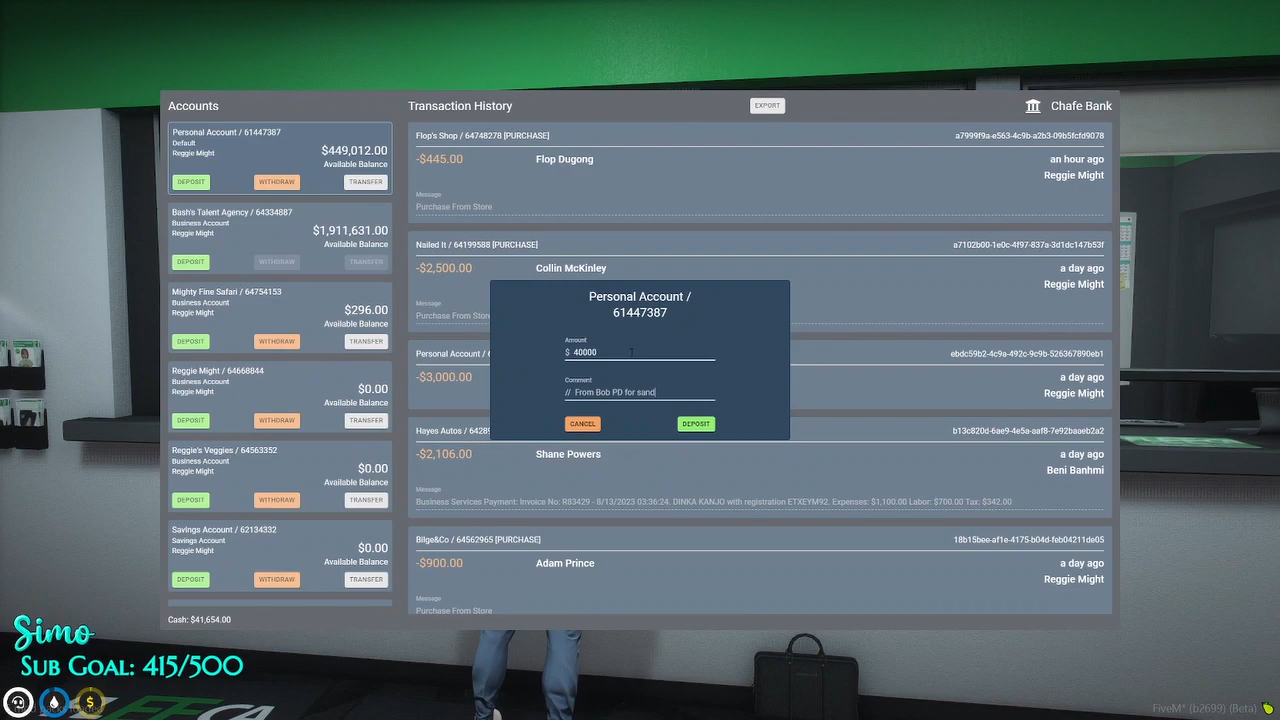 Accounts
Personal Account / 61447387
Default
Reggie Might
$449,012.00
Available Balance
DEPOSIT
WITHDRAW
TRANSFER
Bash's Talent Agency / 64334887
Business Account
Reggie Might
$1,911,631.00
Available Balance
DEPOSIT
WITHDRAW
TRANSFER
Mighty Fine Safari / 64754153
Business Account
Reggie Might
$296.00
Available Balance
DEPOSIT
WITHDRAW
TRANSFER
Reggie Might / 64668844
Business Account
Reggie Might
$0.00
Available Balance
DEPOSIT
WITHDRAW
TRANSFER
Reggie's Veggies / 64563352
Business Account
Reggie Might
$0.00
Available Balance
DEPOSIT
WITHDRAW
TRANSFER
Savings Account / 62134332
Savings Account
Reggie Might
$0.00
Available Balance
DEPOSIT
WITHDRAW
TRANSFER
Cash: $41,654.00
Transaction History
EXPORT
Chafe Bank
Flop's Shop / 64748278 [PURCHASE]
a7999f9a-e563-4c9b-a2b3-09b5fcfd9078
-$445.00
Flop Dugong
an hour ago
Reggie Might
Message
Purchase From Store
Nailed It / 64199588 [PURCHASE]
a7102b00-1e0c-4f97-837a-3d1dc147b53f
-$2,500.00
Collin McKinley
a day ago
Reggie Might
Message
Purchase From Store
Personal Account / 6
ebdc59b2-4c9a-492c-9c9b-526367890eb1
-$3,000.00
a day ago
Reggie Might
Hayes Autos / 6428
b13c820d-6ae9-4e5a-aaf8-7e92baaeb2a2
-$2,106.00
Shane Powers
a day ago
Beni Banhmi
Message
Business Services Payment: Invoice No: R83429 - 8/13/2023 03:36:24. DINKA KANJO with registration ETXEYM92. Expenses: $1,100.00 Labor: $700.00 Tax: $342.00
Bilge&Co / 64562965 [PURCHASE]
18b15bee-af1e-4175-b04d-feb04211de05
-$900.00
Adam Prince
a day ago
Reggie Might
Message
Purchase From Store
Personal Account /
61447387
Amount
$ 40000
Comment
// From Bob PD for sand
CANCEL
DEPOSIT
Simo
Sub Goal: 415/500
FiveM* (b2699) (Beta)